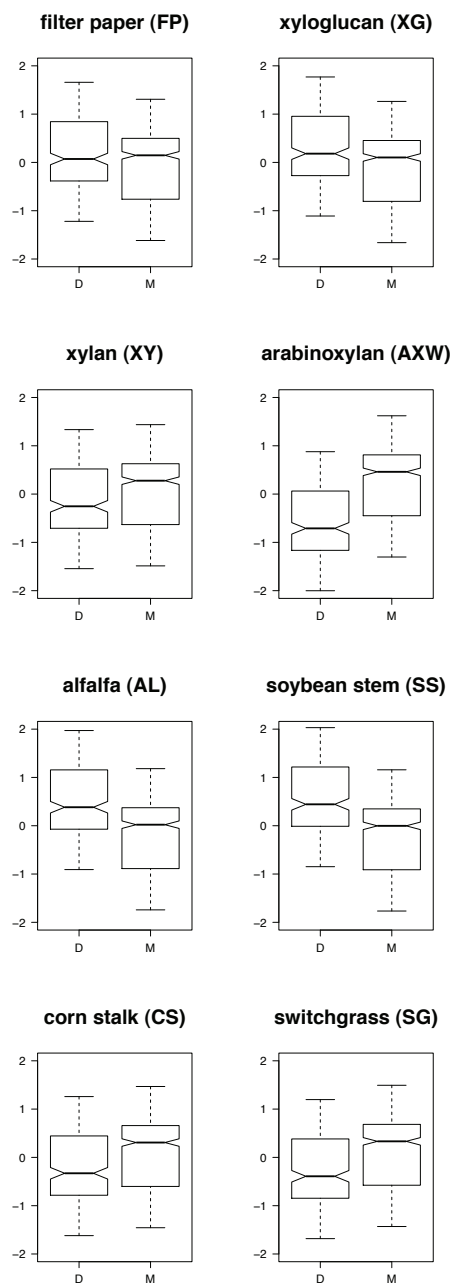 filter paper (FP)
xyloglucan (XG)
2
1
0
−1
−2
D
M
2
1
0
−1
−2
D
M
xylan (XY)
arabinoxylan (AXW)
2
1
0
−1
−2
D
M
2
1
0
−1
−2
D
M
alfalfa (AL)
soybean stem (SS)
2
1
0
−1
−2
D
M
2
1
0
−1
−2
D
M
corn stalk (CS)
switchgrass (SG)
2
1
0
−1
−2
D
M
2
1
0
−1
−2
D
M